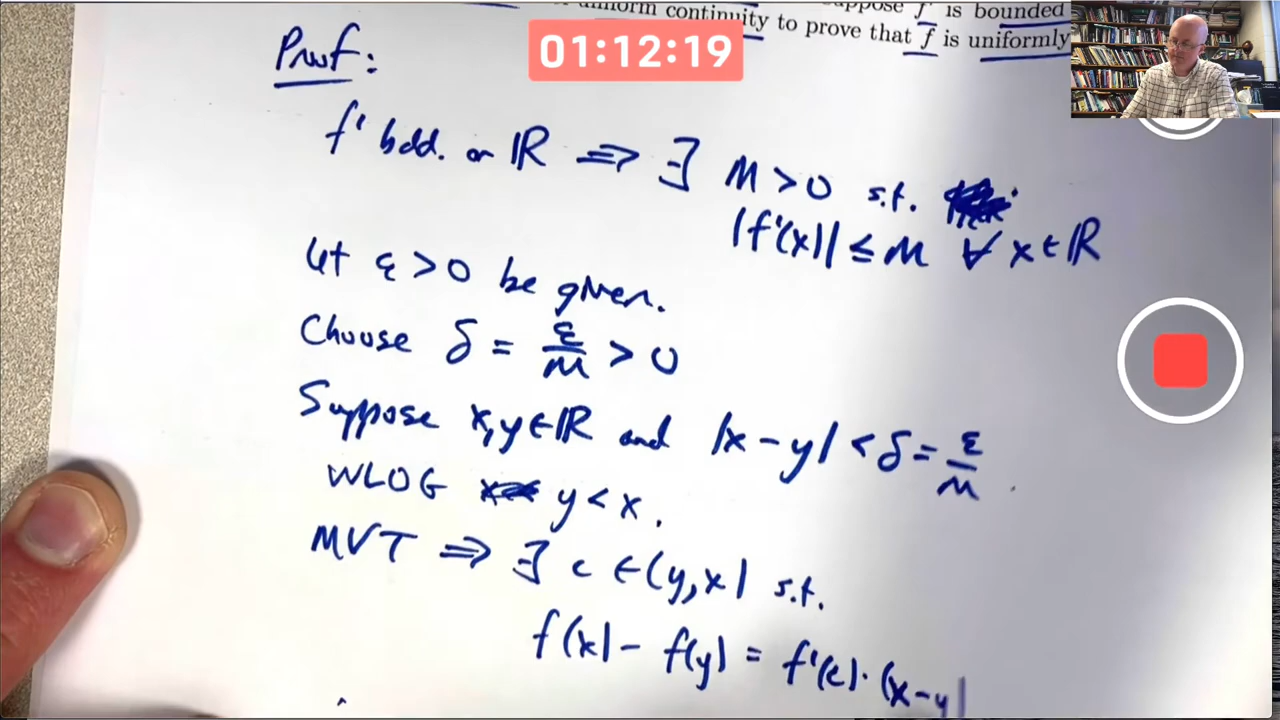 uniform continuity to prove that f is uniformly
suppose f' is bounded
01:12:19
Proof:
f' bdd. on ℝ ⇒ ∃ M > 0 s.t.
|f'(x)| ≤ M ∀ x ∈ ℝ
Let ε > 0 be given.
Choose δ = ε/M > 0
Suppose x, y ∈ ℝ and |x - y| < δ = ε/M
WLOG y < x.
MVT ⇒ ∃ c ∈ (y, x) s.t.
f(x) - f(y) = f'(c) · (x - y)